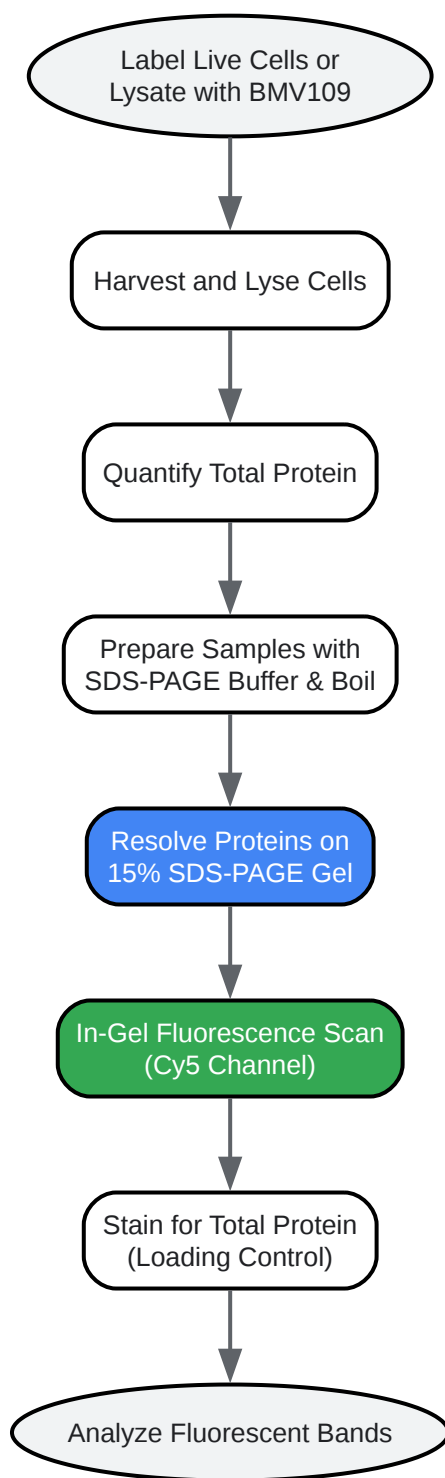 Label Live Cells or
Lysate with BMV109
Harvest and Lyse Cells
Quantify Total Protein
Prepare Samples with
SDS-PAGE Buffer & Boil
Resolve Proteins on
15% SDS-PAGE Gel
In-Gel Fluorescence Scan
(Cy5 Channel)
Stain for Total Protein
(Loading Control)
Analyze Fluorescent Bands